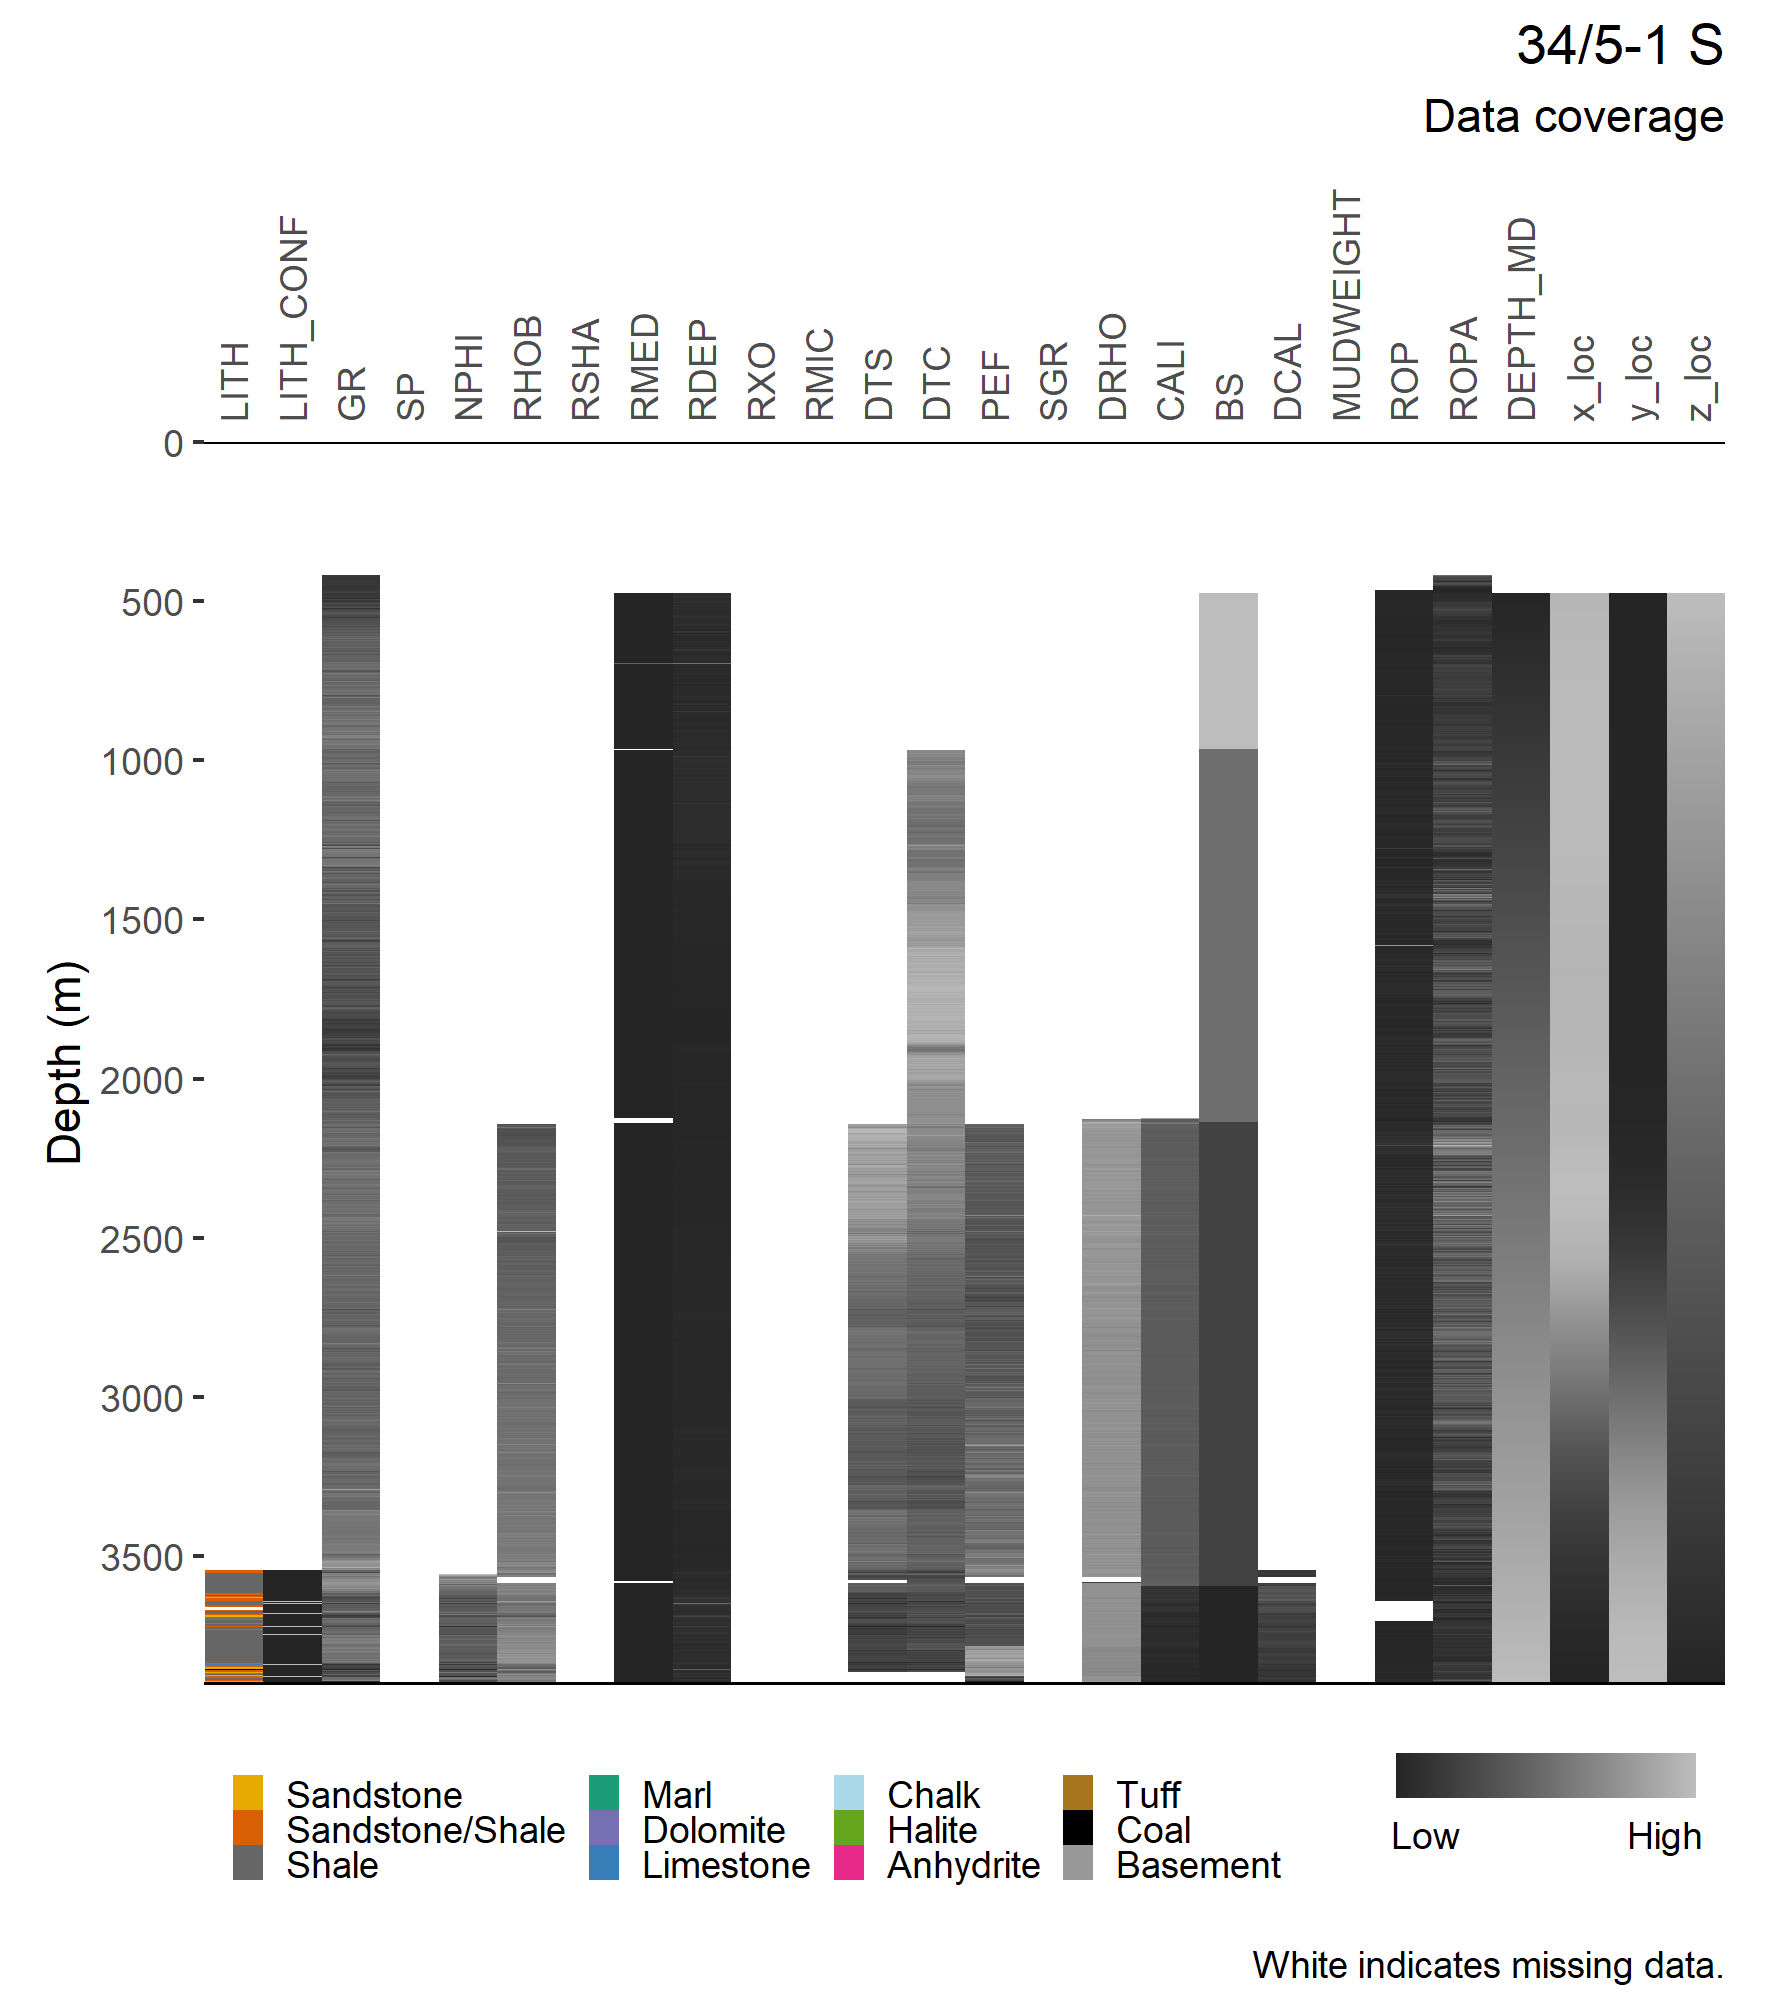 34/5-1 S
Data coverage
LITH
LITH_CONF
GR
SP
NPHI
RHOB
RSHA
RMED
RDEP
RXO
RMIC
DTS
DTC
PEF
SGR
DRHO
CALI
BS
DCAL
MUDWEIGHT
ROP
ROPA
DEPTH_MD
x_loc
y_loc
z_loc
Depth (m)
0
500
1000
1500
2000
2500
3000
3500
Sandstone
Sandstone/Shale
Shale
Marl
Dolomite
Limestone
Chalk
Halite
Anhydrite
Tuff
Coal
Basement
Low High
White indicates missing data.